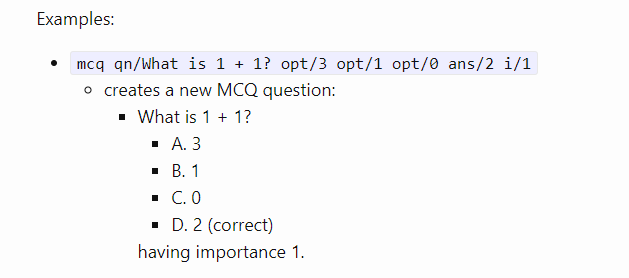 Examples:
mcq qn/What is 1 + 1? opt/3 opt/1 opt/0 ans/2 i/1
creates a new MCQ question:
What is 1 + 1?
A. 3
B. 1
C. 0
D. 2 (correct)
having importance 1.